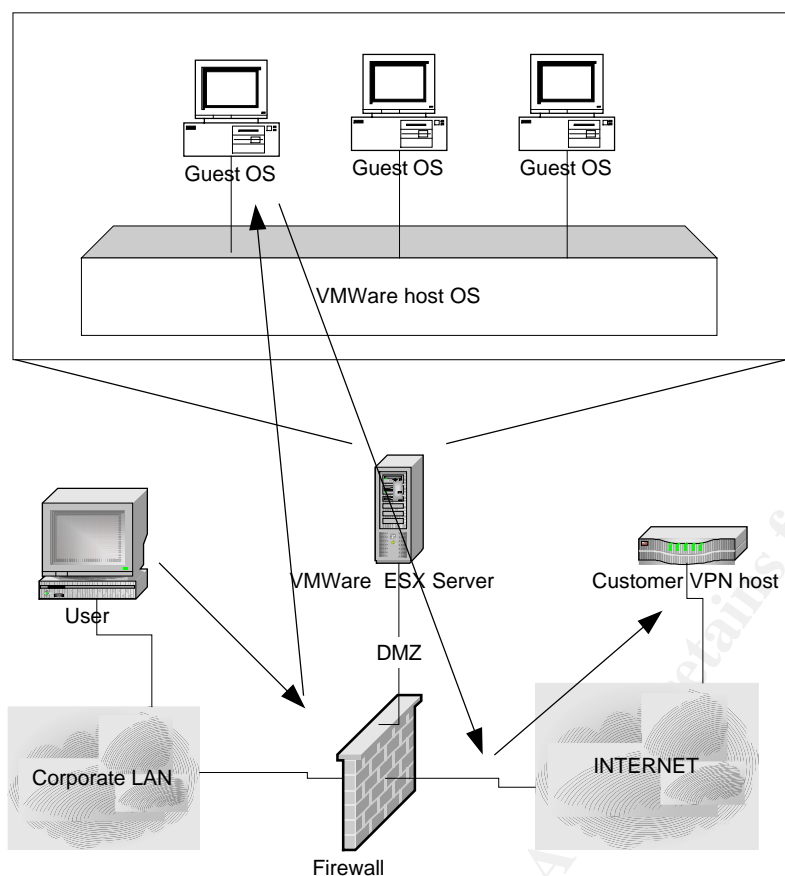 Guest OS
Guest OS
Guest OS
VMWare host OS
User
VMWare ESX Server
Customer VPN host
DMZ
Corporate LAN
INTERNET
Firewall